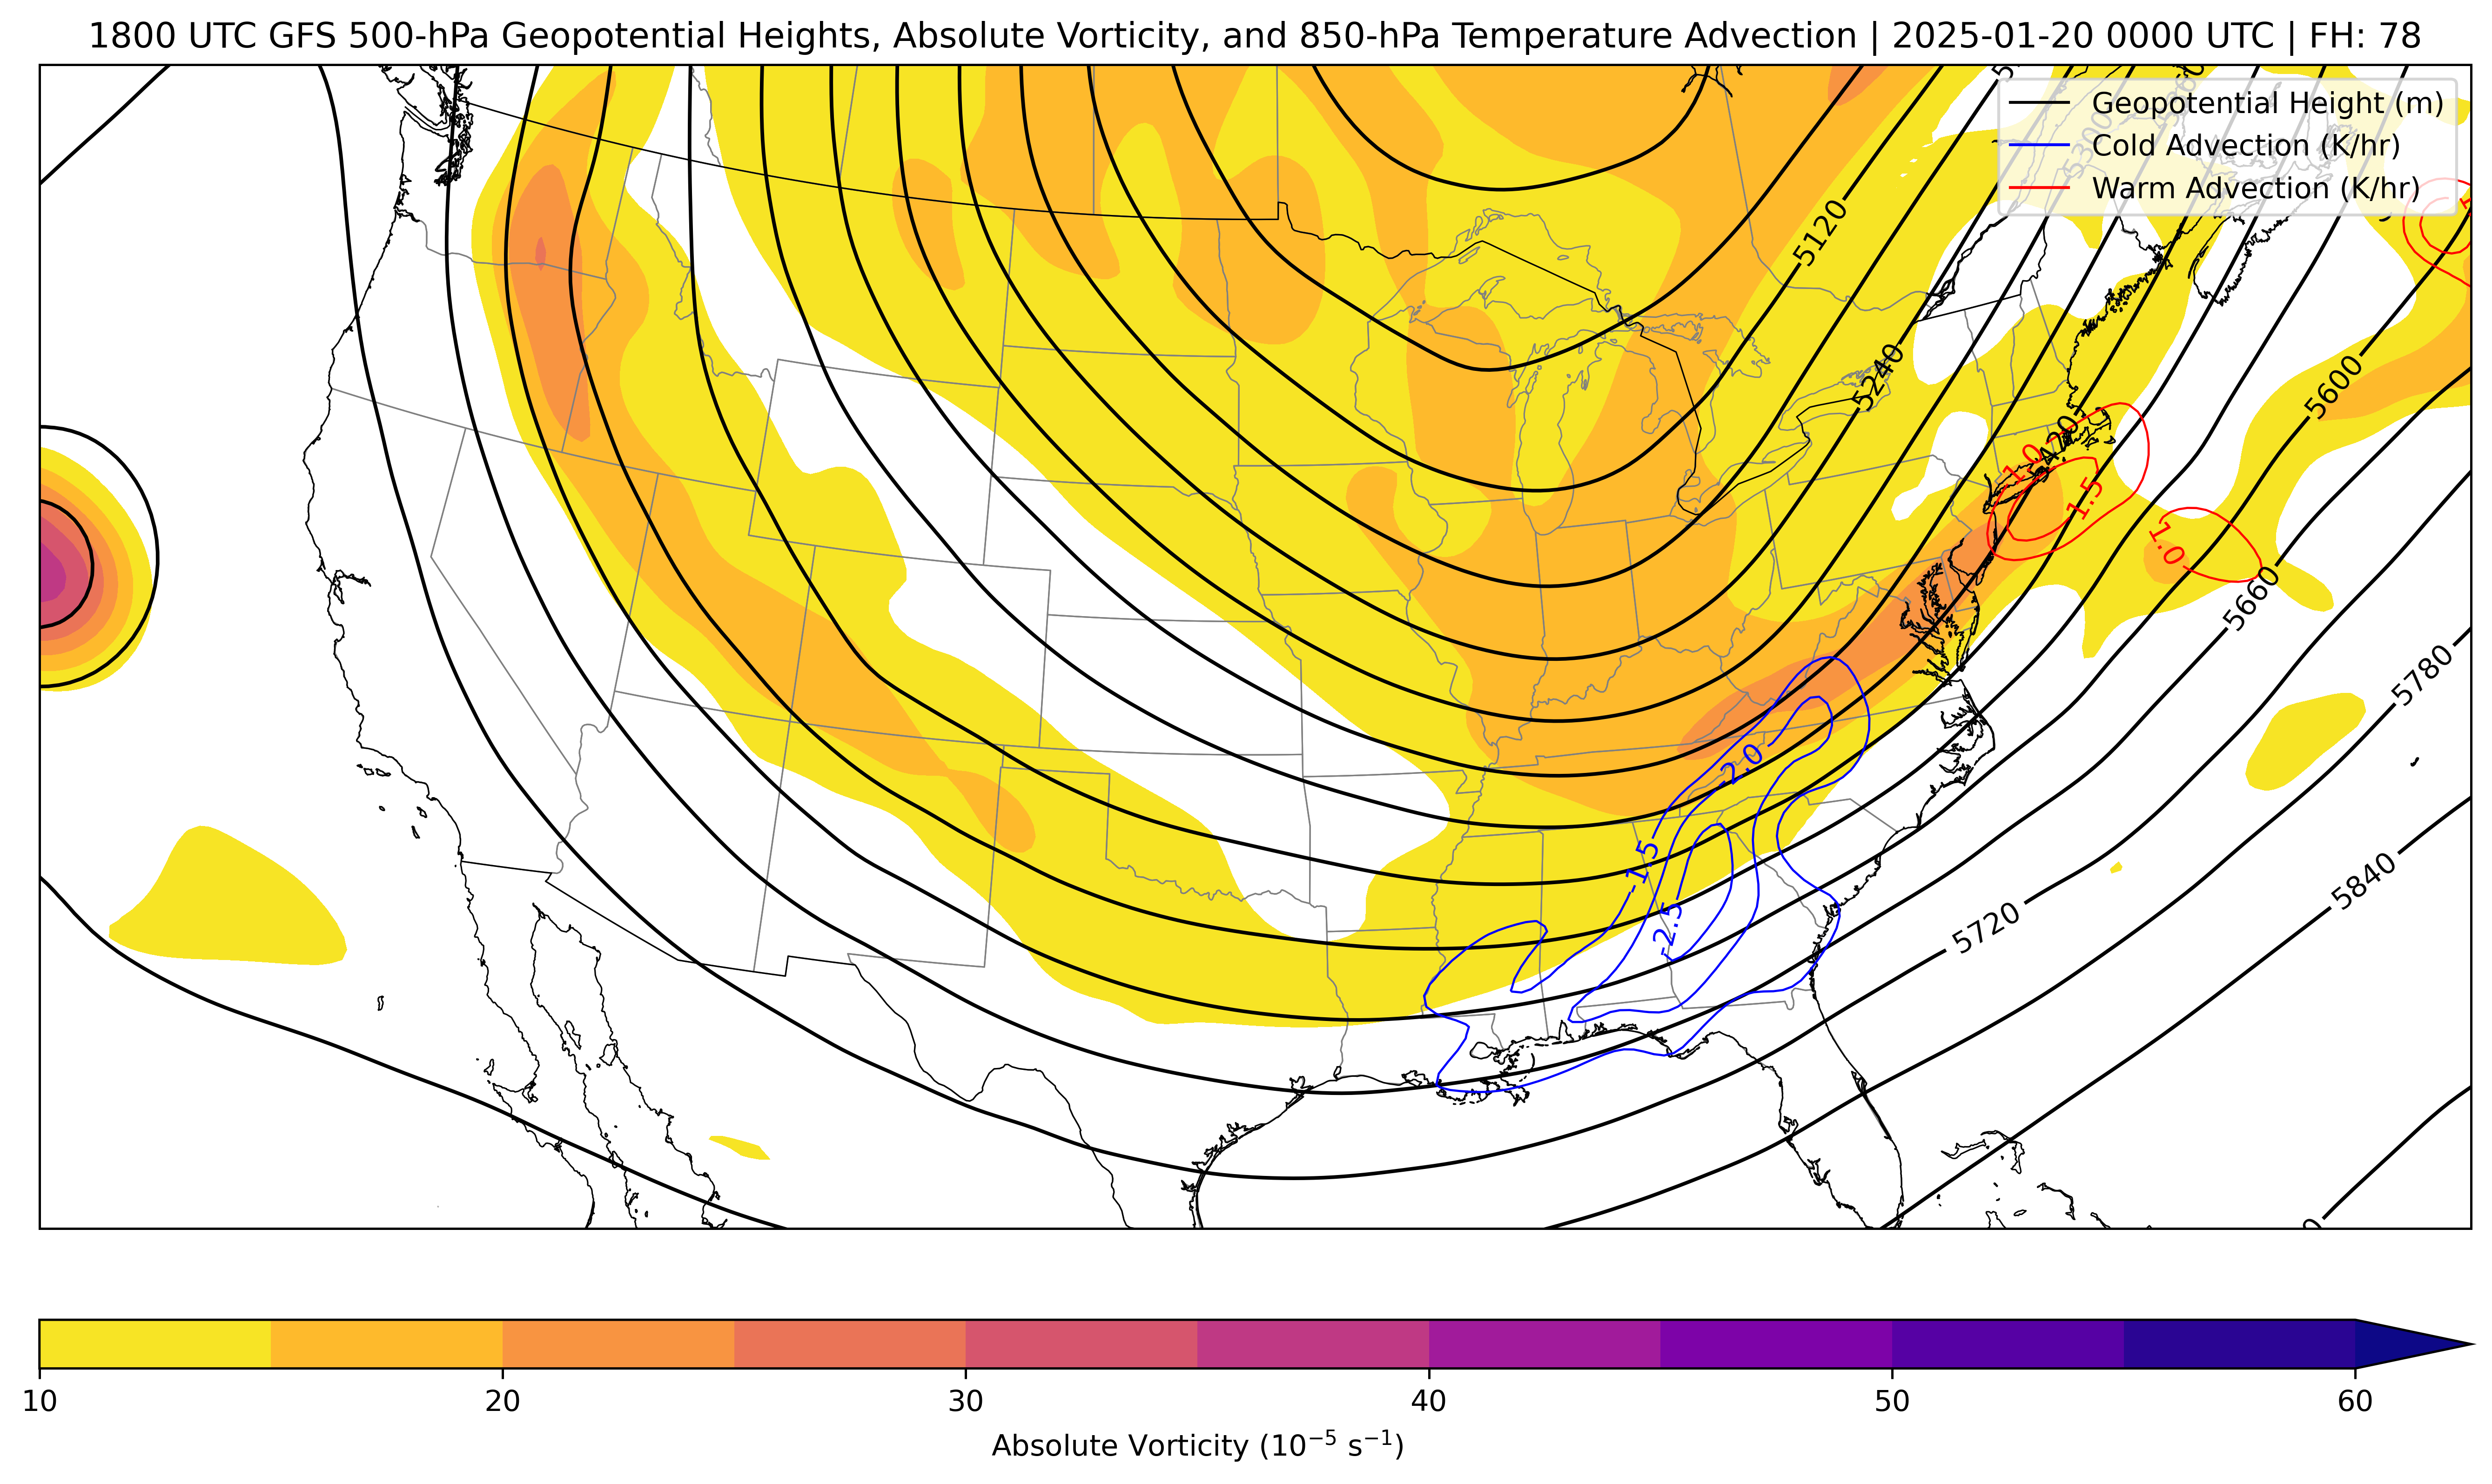 1800 UTC GFS 500-hPa Geopotential Heights, Absolute Vorticity, and 850-hPa Temperature Advection | 2025-01-20 0000 UTC | FH: 78
Geopotential Height (m)
Cold Advection (K/hr)
Warm Advection (K/hr)
5300
5360
5120
5240
5600
5420
-1.0
1.5
1.0
5660
5780
-2.0
-1.5
-2.5
5720
5840
10 20 30 40 50 60
Absolute Vorticity (10⁻⁵ s⁻¹)